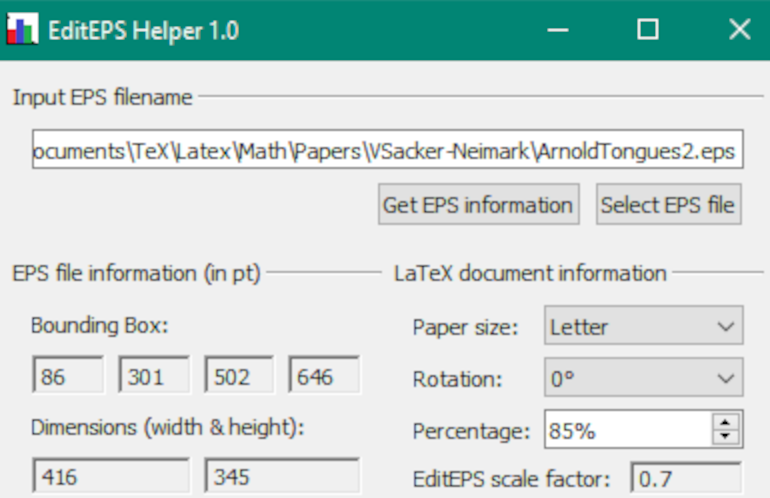 EditEPS Helper 1.0
Input EPS filename
ocuments\TeX\Latex\Math\Papers\VSacker-Neimark\ArnoldTongues2.eps
Get EPS information Select EPS file
EPS file information (in pt) LaTeX document information
Bounding Box:
Paper size: Letter
86 301 502 646
Rotation: 0°
Dimensions (width & height):
Percentage: 85%
416 345
EditEPS scale factor: 0.7